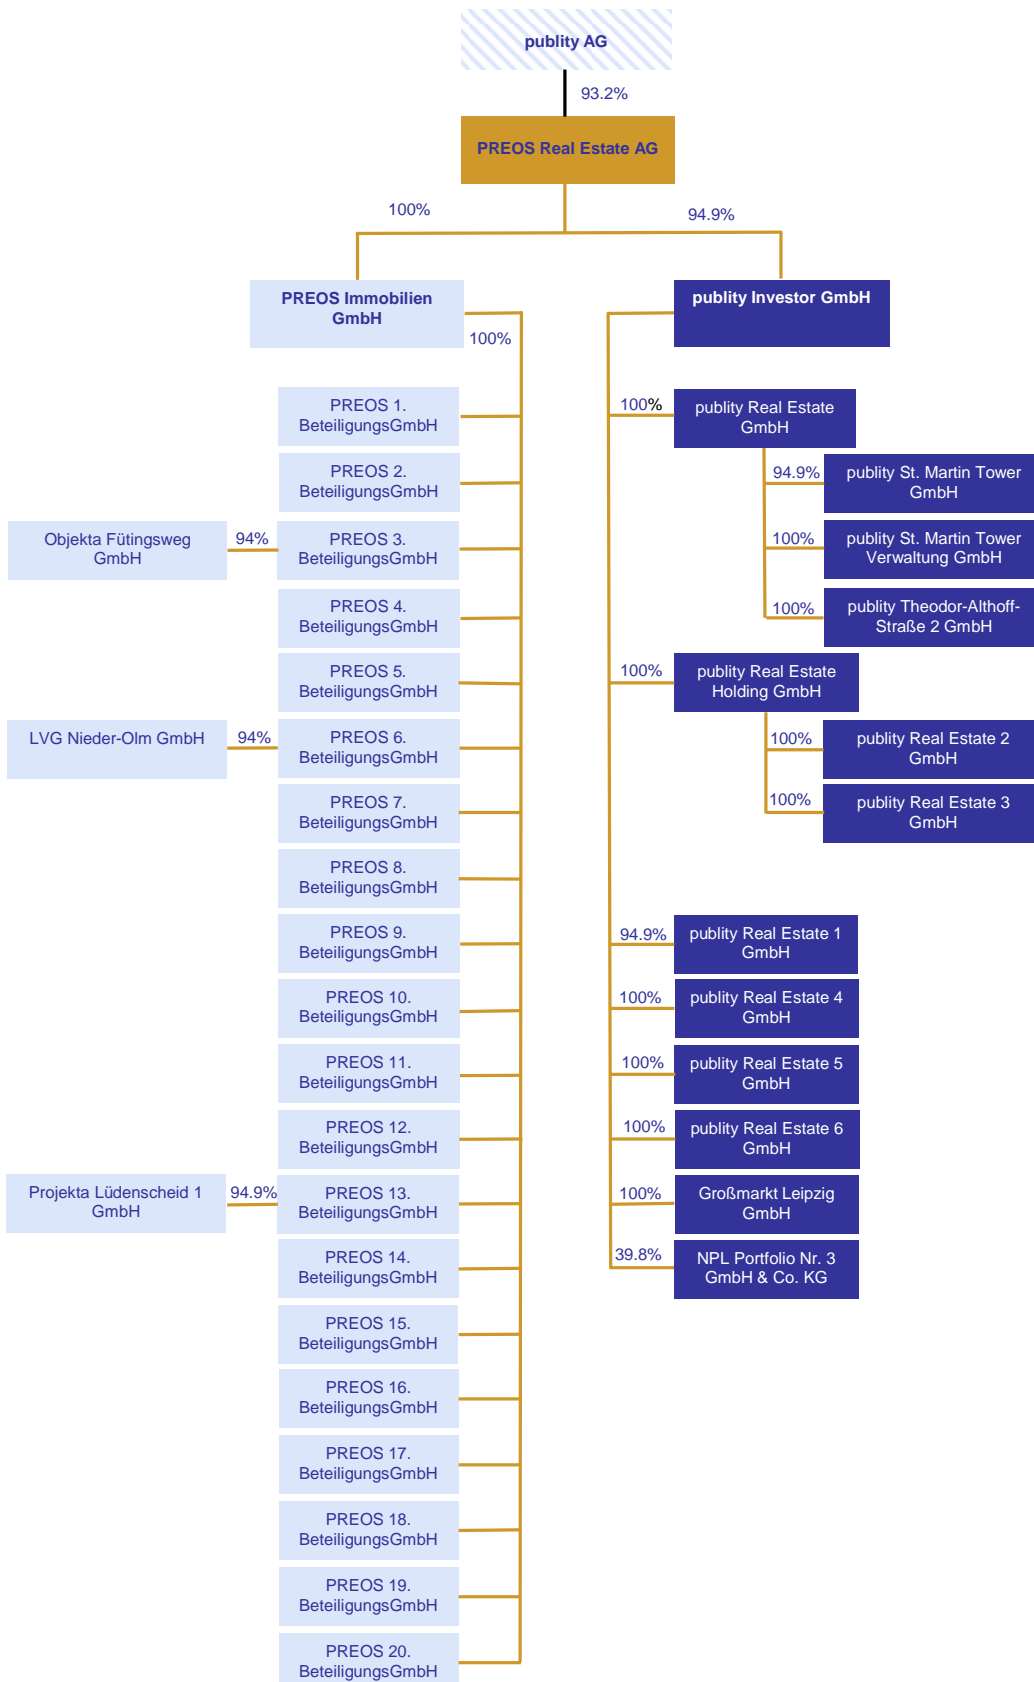 publity AG
93.2%
PREOS Real Estate AG
100%
94.9%
PREOS Immobilien
GmbH
100%
publity Investor GmbH
PREOS 1.
BeteiligungsGmbH
PREOS 2.
BeteiligungsGmbH
Objekta Fütingsweg
GmbH
94%
PREOS 3.
BeteiligungsGmbH
PREOS 4.
BeteiligungsGmbH
PREOS 5.
BeteiligungsGmbH
LVG Nieder-Olm GmbH
94%
PREOS 6.
BeteiligungsGmbH
PREOS 7.
BeteiligungsGmbH
PREOS 8.
BeteiligungsGmbH
PREOS 9.
BeteiligungsGmbH
PREOS 10.
BeteiligungsGmbH
PREOS 11.
BeteiligungsGmbH
PREOS 12.
BeteiligungsGmbH
Projekta Lüdenscheid 1
GmbH
94.9%
PREOS 13.
BeteiligungsGmbH
PREOS 14.
BeteiligungsGmbH
PREOS 15.
BeteiligungsGmbH
PREOS 16.
BeteiligungsGmbH
PREOS 17.
BeteiligungsGmbH
PREOS 18.
BeteiligungsGmbH
PREOS 19.
BeteiligungsGmbH
PREOS 20.
BeteiligungsGmbH
100%
publity Real Estate
GmbH
94.9%
publity St. Martin Tower
GmbH
100%
publity St. Martin Tower
Verwaltung GmbH
100%
publity Theodor-Althoff-
Straße 2 GmbH
100%
publity Real Estate
Holding GmbH
100%
publity Real Estate 2
GmbH
100%
publity Real Estate 3
GmbH
94.9%
publity Real Estate 1
GmbH
100%
publity Real Estate 4
GmbH
100%
publity Real Estate 5
GmbH
100%
publity Real Estate 6
GmbH
100%
Großmarkt Leipzig
GmbH
39.8%
NPL Portfolio Nr. 3
GmbH & Co. KG